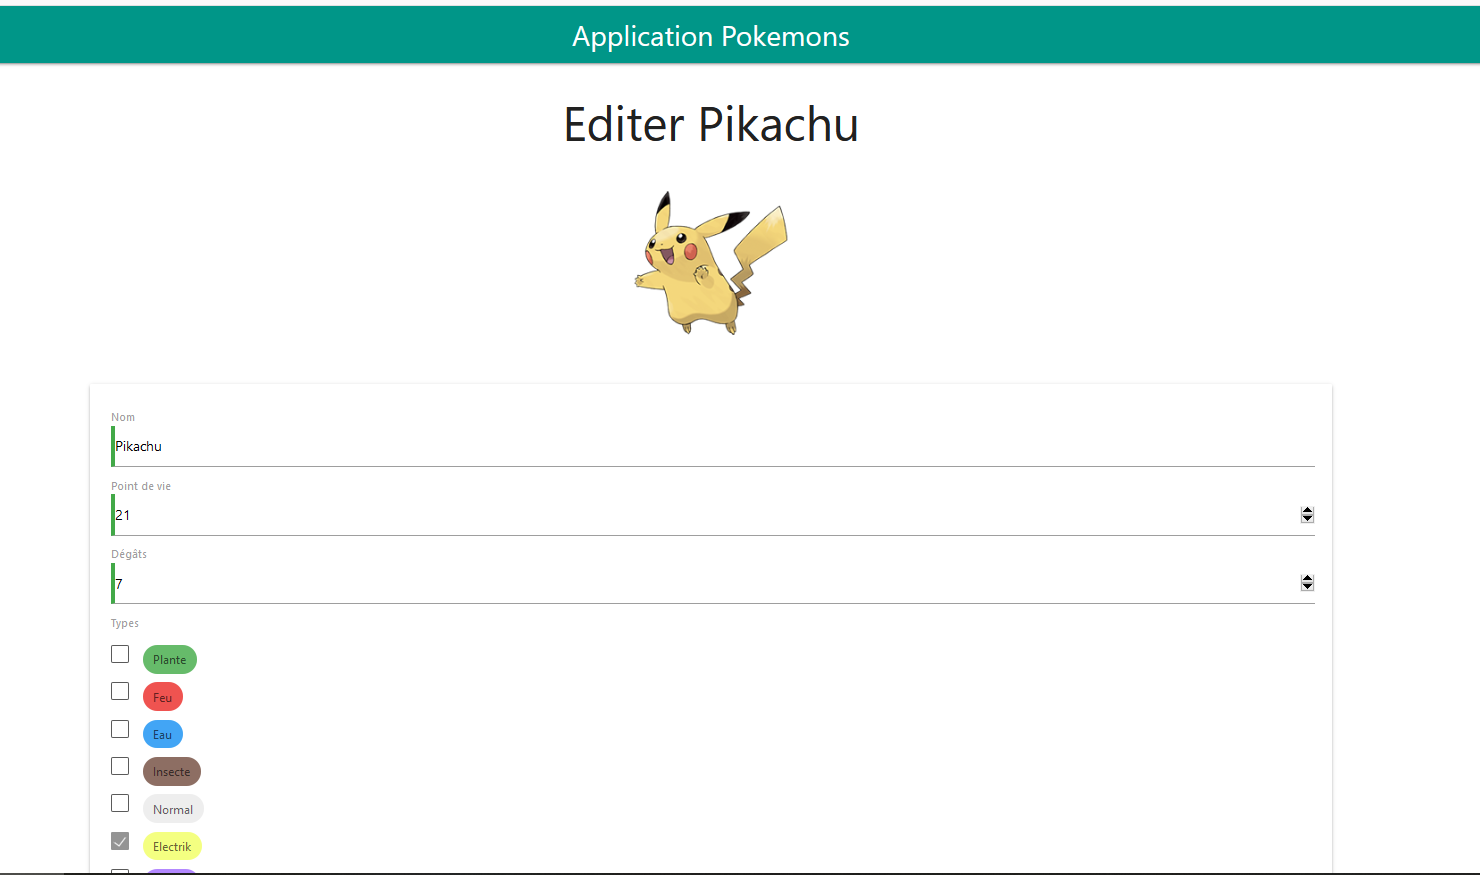 Application Pokemons
Editer Pikachu
Nom
Pikachu
Point de vie
21
Dégâts
7
Types
Plante
Feu
Eau
Insecte
Normal
Electrik